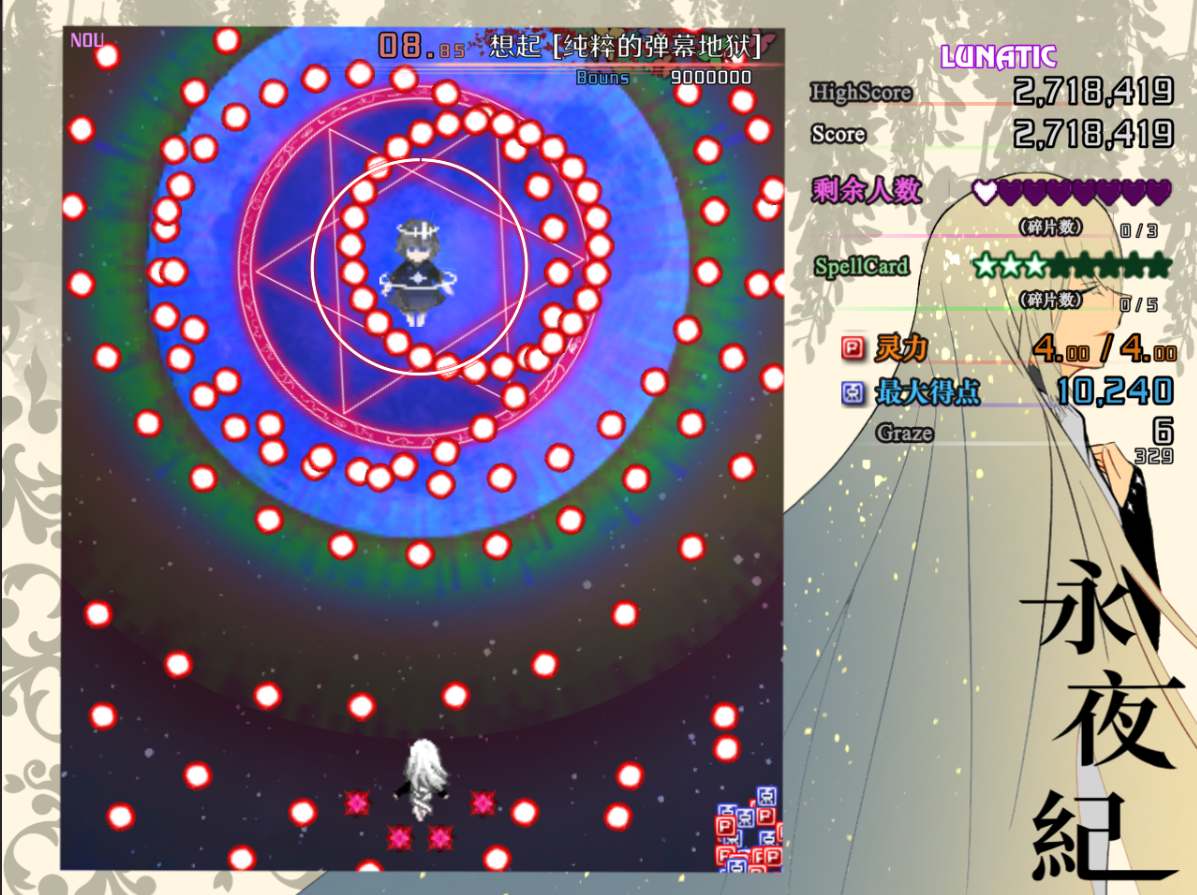 NOU
08.85 想起 [纯粹的弹幕地狱]
Bouns 9000000
LUNATIC
HighScore 2,718,419
Score 2,718,419
剩余人数
(碎片数) 0/3
SpellCard
(碎片数) 0/5
P 灵力 4.00 / 4.00
点 最大得点 10,240
Graze 6
329
永夜紀